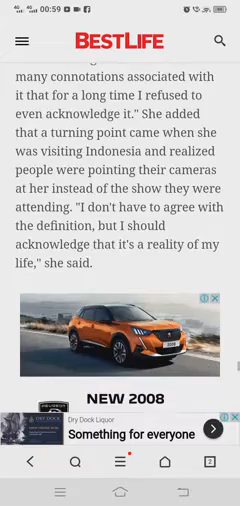 00:59
BESTLIFE
many connotations associated with
it that for a long time I refused to
even acknowledge it." She added
that a turning point came when she
was visiting Indonesia and realized
people were pointing their cameras
at her instead of the show they were
attending. "I don't have to agree with
the definition, but I should
acknowledge that it's a reality of my
life," she said.
NEW 2008
PEUGEOT
Dry Dock Liquor
DRY DOCK
Something for everyone
2